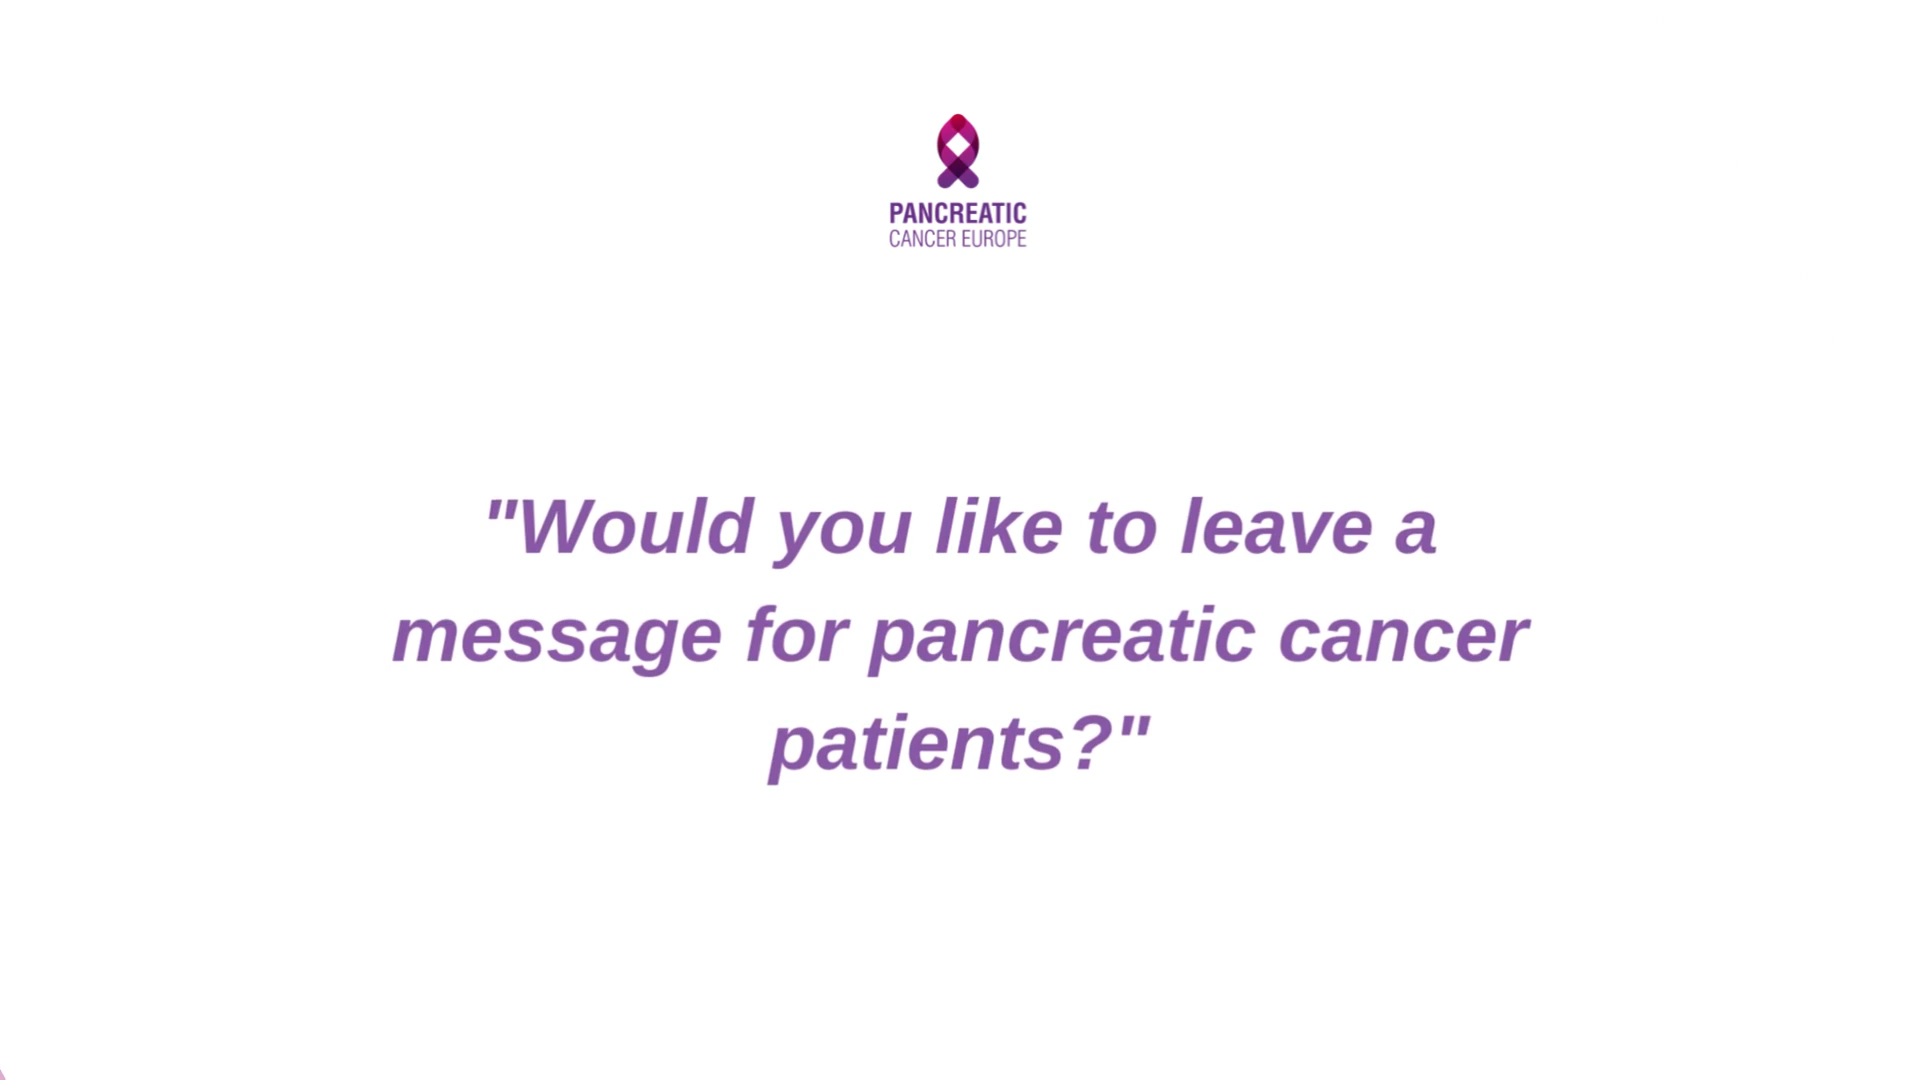 PANCREATIC
CANCER EUROPE
"Would you like to leave a
message for pancreatic cancer
patients?"